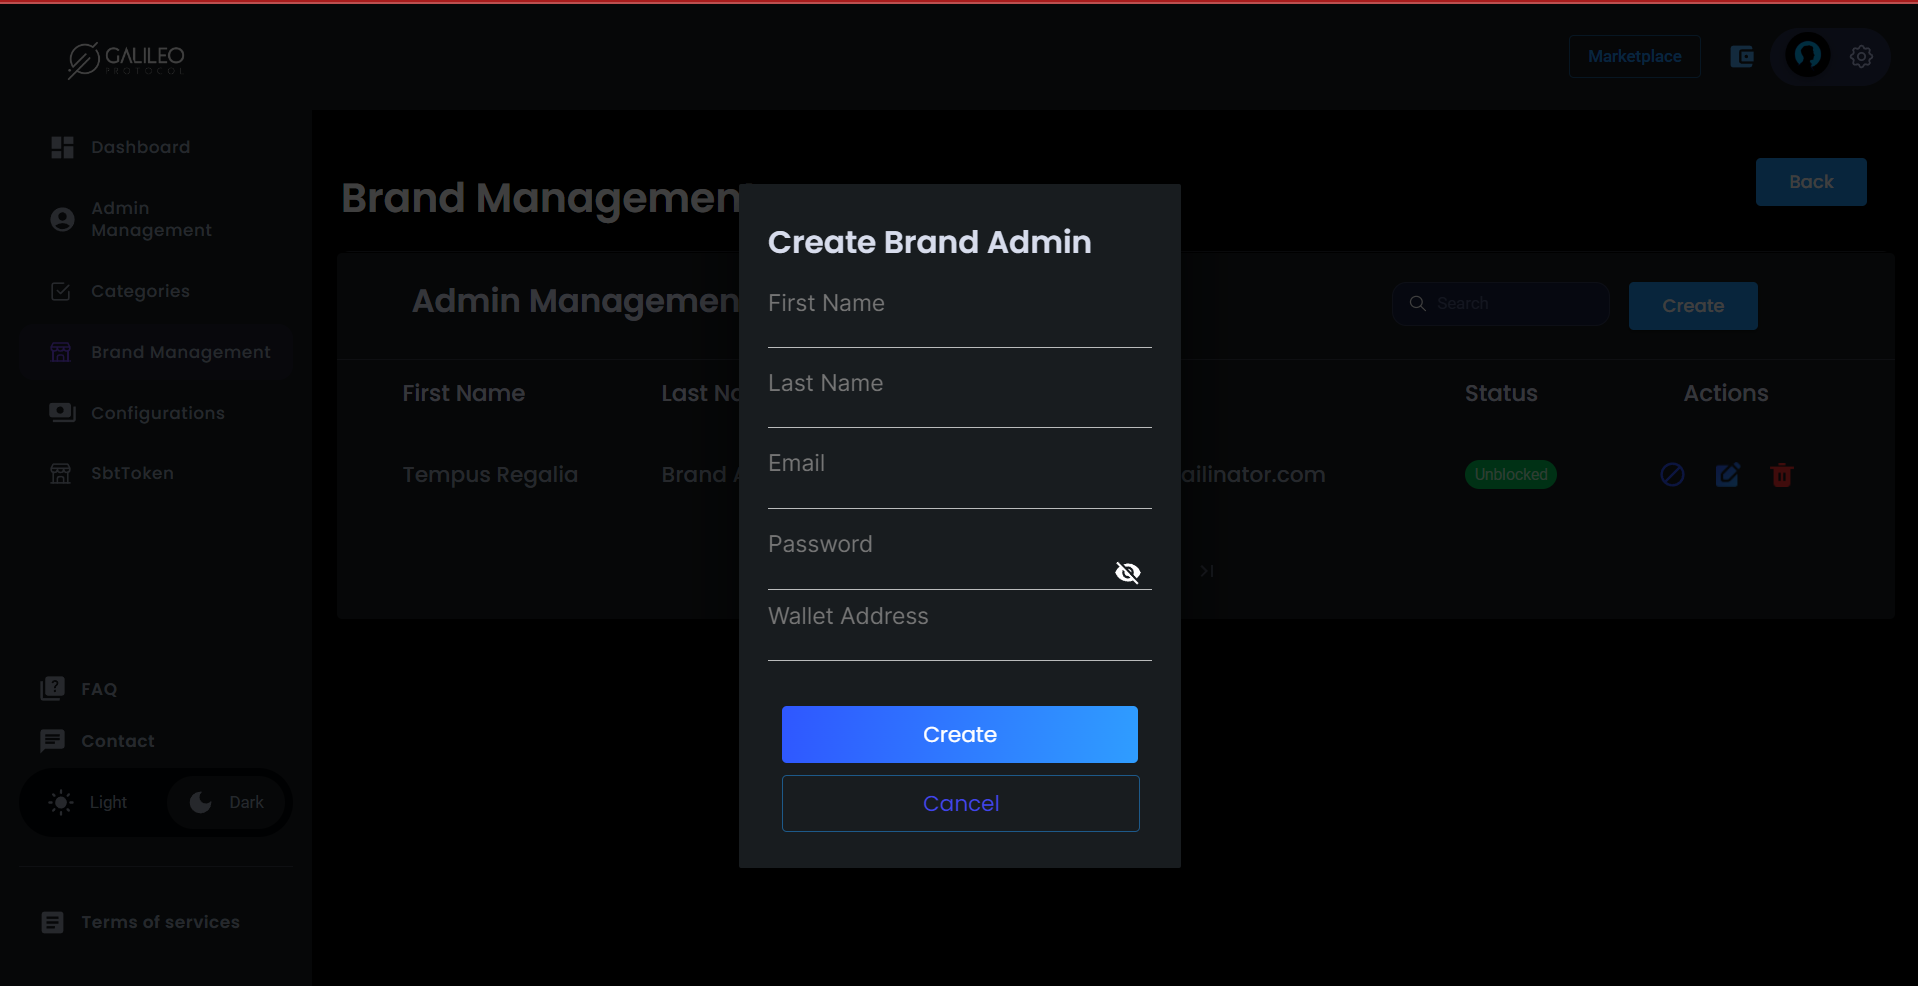 GALILEO
PROTOCOL
Marketplace
Dashboard
Admin
Management
Categories
Brand Management
Configurations
SbtToken
FAQ
Contact
Light
Dark
Terms of services
Brand Managemen
Back
Admin Managemen
Search
Create
First Name
Last Na
Status
Actions
Tempus Regalia
Brand A
ailinator.com
Unblocked
Create Brand Admin
First Name
Last Name
Email
Password
Wallet Address
Create
Cancel